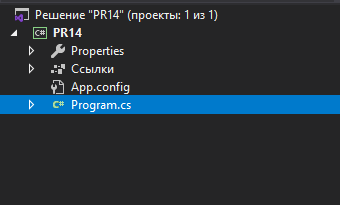 Решение "PR14" (проекты: 1 из 1)
C# PR14
Properties
Ссылки
App.config
C# Program.cs